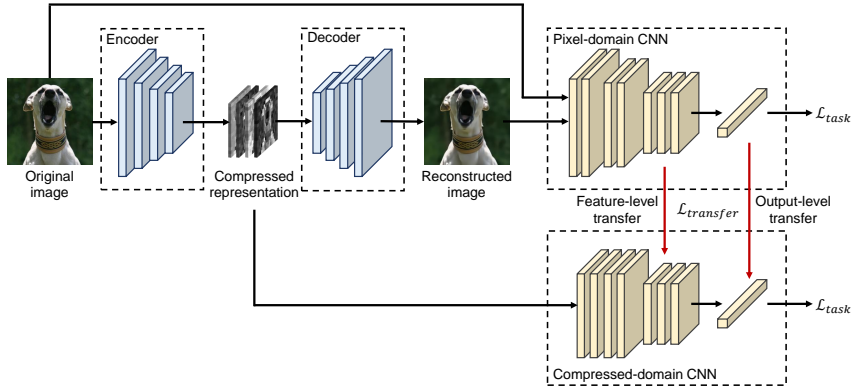 Encoder
Decoder
Pixel-domain CNN
Original
image
Compressed
representation
Reconstructed
image
ℒ_task
Feature-level
transfer
ℒ_transfer
Output-level
transfer
ℒ_task
Compressed-domain CNN